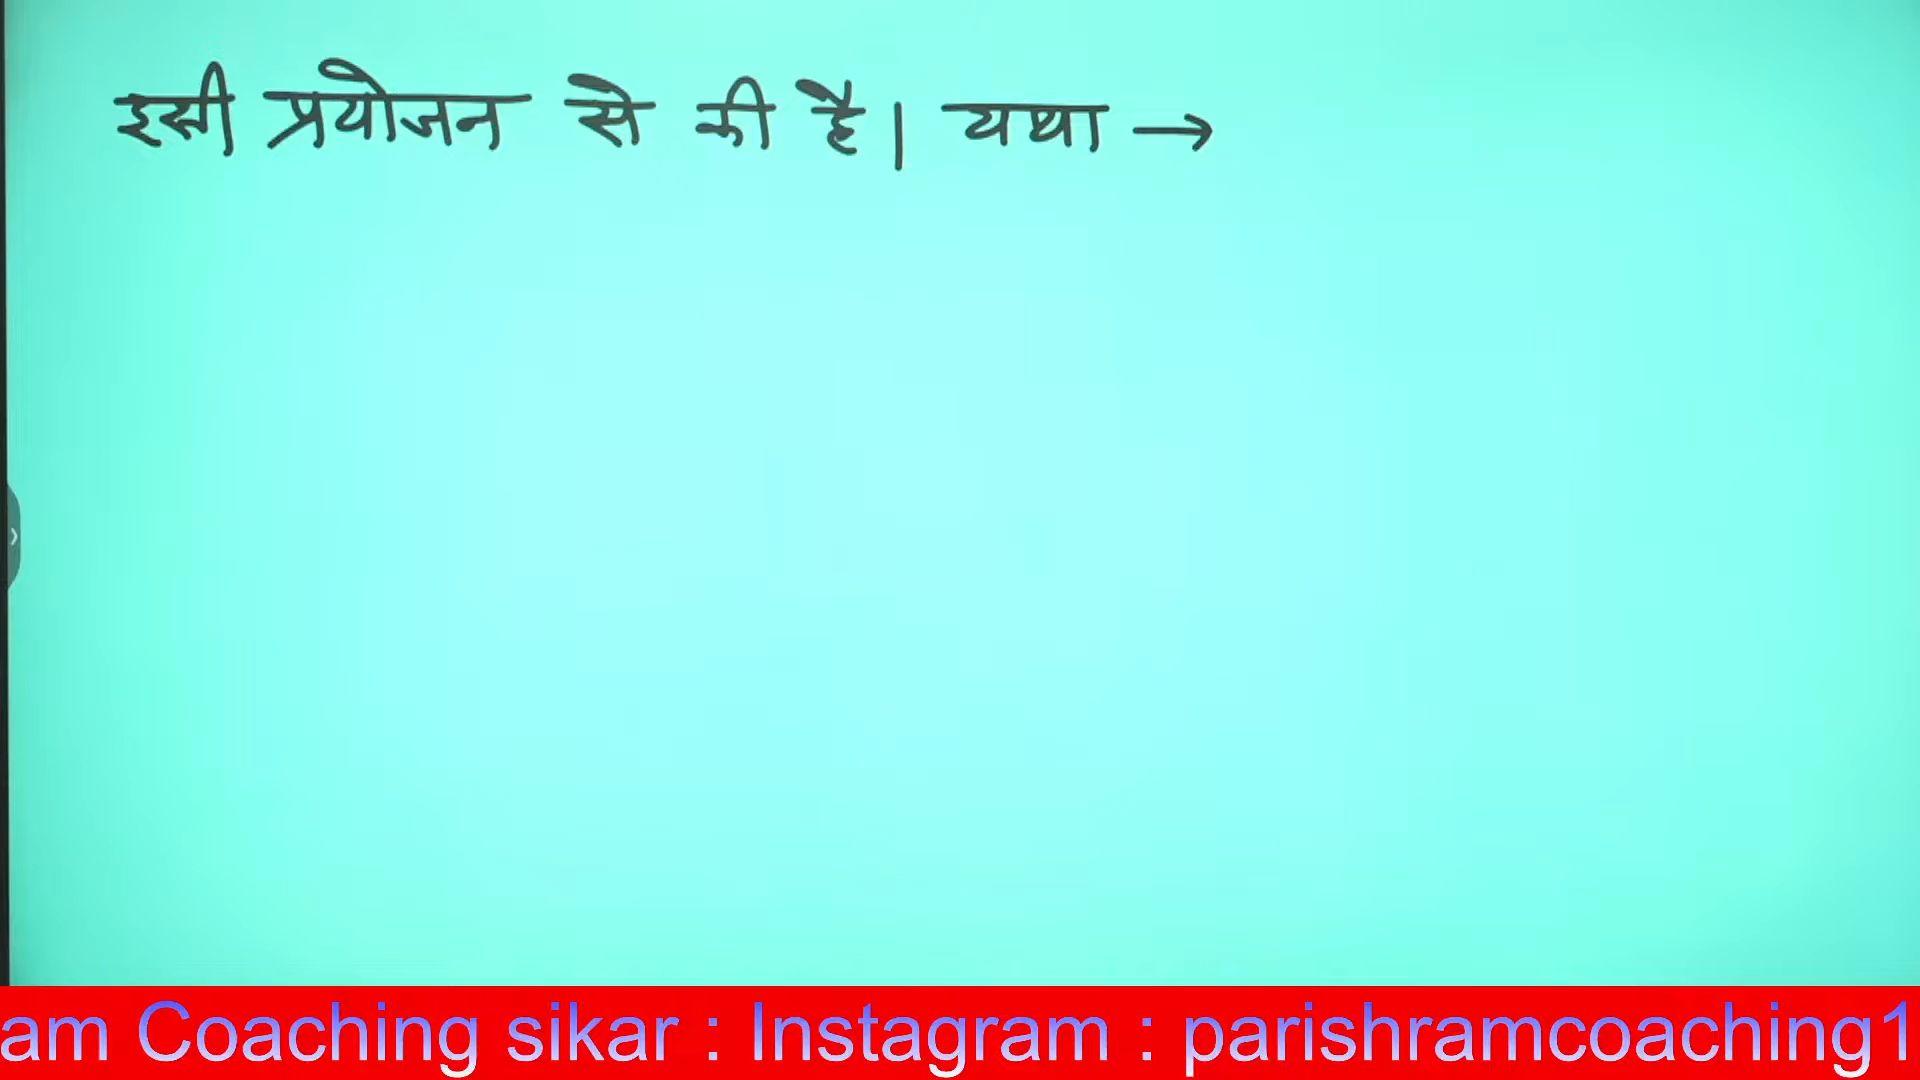 इसी प्रयोजन से की है। यथा →
am Coaching sikar : Instagram : parishramcoaching1